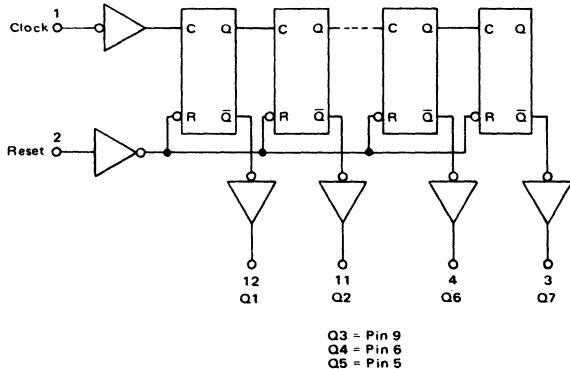 1
Clock
C Q C Q C Q C Q
R Q̅ R Q̅ R Q̅ R Q̅
2
Reset
12 11 4 3
Q1 Q2 Q6 Q7
Q3 = Pin 9
Q4 = Pin 6
Q5 = Pin 5